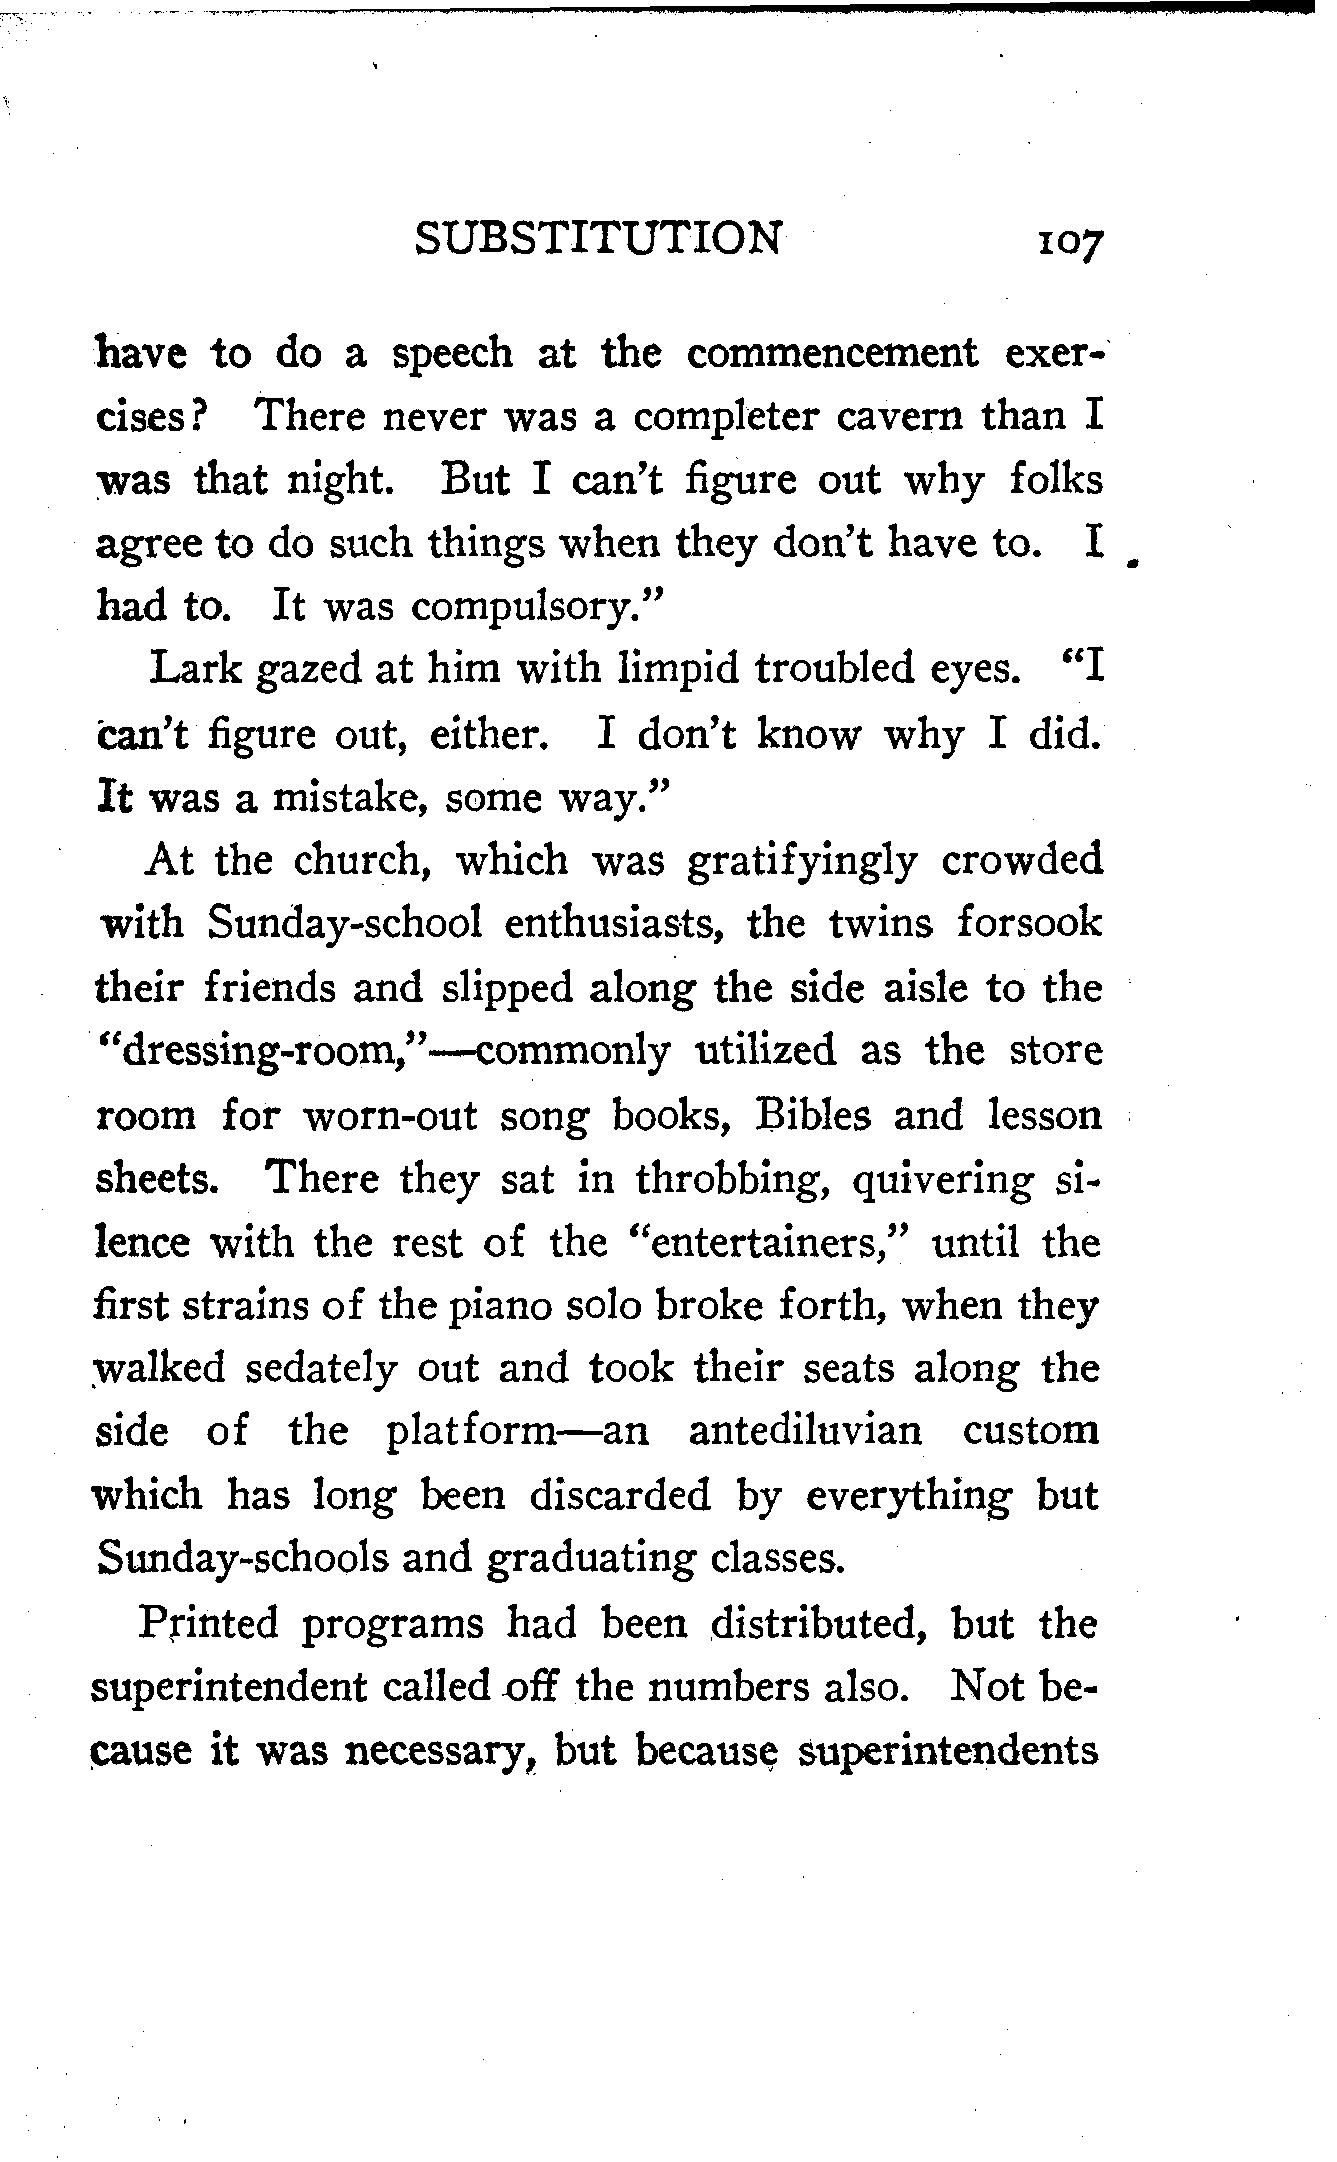 SUBSTITUTION 107
have to do a speech at the commencement exer-
cises? There never was a completer cavern than I
was that night. But I can't figure out why folks
agree to do such things when they don't have to. I
had to. It was compulsory."
Lark gazed at him with limpid troubled eyes. "I
can't figure out, either. I don't know why I did.
It was a mistake, some way."
At the church, which was gratifyingly crowded
with Sunday-school enthusiasts, the twins forsook
their friends and slipped along the side aisle to the
"dressing-room,"—commonly utilized as the store
room for worn-out song books, Bibles and lesson
sheets. There they sat in throbbing, quivering si-
lence with the rest of the "entertainers," until the
first strains of the piano solo broke forth, when they
walked sedately out and took their seats along the
side of the platform—an antediluvian custom
which has long been discarded by everything but
Sunday-schools and graduating classes.
Printed programs had been distributed, but the
superintendent called off the numbers also. Not be-
cause it was necessary, but because superintendents